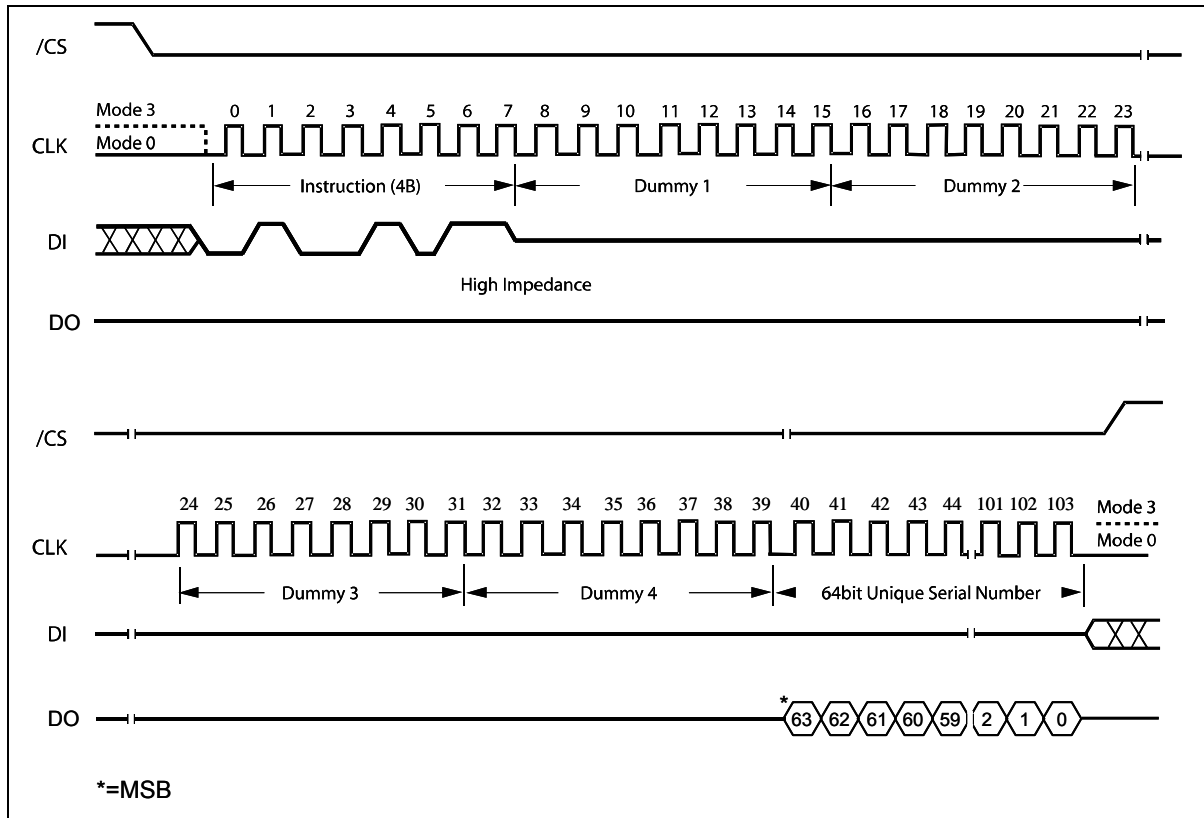 /CS
Mode 3
0 1 2 3 4 5 6 7 8 9 10 11 12 13 14 15 16 17 18 19 20 21 22 23
CLK
Mode 0
Instruction (4B) Dummy 1 Dummy 2
DI
High Impedance
DO
/CS
24 25 26 27 28 29 30 31 32 33 34 35 36 37 38 39 40 41 42 43 44 101 102 103
Mode 3
CLK
Mode 0
Dummy 3 Dummy 4 64bit Unique Serial Number
DI
*
DO 63 62 61 60 59 2 1 0
*=MSB